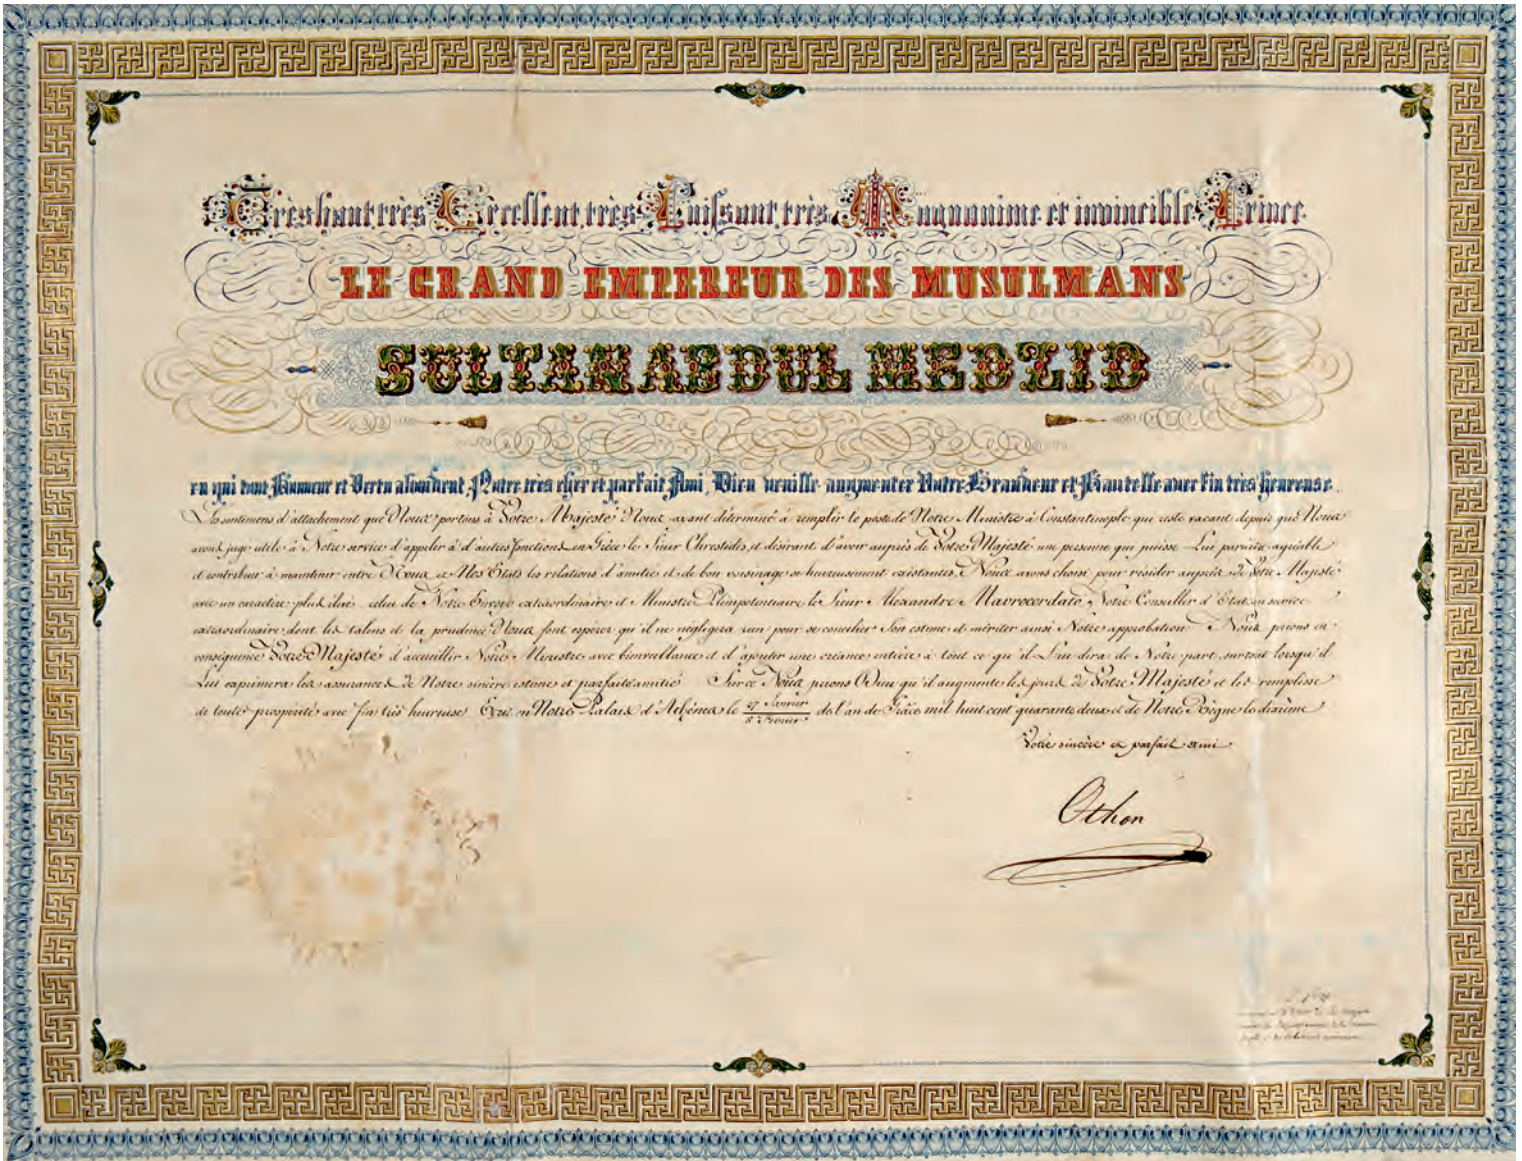 Très haut très Excellent très Puissant très Magnanime et invincible Prince
LE GRAND EMPEREUR DES MUSULMANS
SULTAN ABDUL MEDZID
en qui tout Honneur et Vertu abondent, Notre très cher et parfait Ami, Dieu veuille augmenter Votre Grandeur et Hautesse avec fin très heureuse.
Les sentimens d'attachement que Nous portons à Votre Majesté Nous ayant déterminé à remplir le poste de Notre Ministre à Constantinople qui reste vacant depuis que Nous
avons jugé utile à Notre service d'appeler à d'autres fonctions en Grèce le Sieur Chrestidès, et désirant d'avoir auprès de Votre Majesté une personne qui puisse Lui paraître agréable
et contribuer à maintenir entre Nous et Nos Etats les relations d'amitié et de bon voisinage si heureusement existantes, Nous avons choisi pour résider auprès de Votre Majesté
avec un caractère plus élevé celui de Notre Envoyé extraordinaire et Ministre Plénipotentiaire le Sieur Alexandre Mavrocordato, Notre Conseiller d'Etat en service
extraordinaire dont les talens et la prudence Nous font espérer qu'il ne négligera rien pour se concilier Son estime et mériter ainsi Notre approbation Nous prions en
conséquence Votre Majesté d'accueillir Notre Ministre avec bienveillance et d'ajouter une créance entière à tout ce qu'il Lui dira de Notre part surtout lorsqu'il
Lui exprimera les assurances de Notre sincère estime et parfaite amitié Sur ce Nous prions Dieu qu'il augmente les jours de Votre Majesté et les remplisse
de toute prospérité avec fin très heureuse Ecrit en Notre Palais d'Athènes le 27 Janvier / 8 Février de l'an de Grâce mil huit cent quarante deux et de Notre Règne le dixième
Votre sincère et parfait ami
Othon